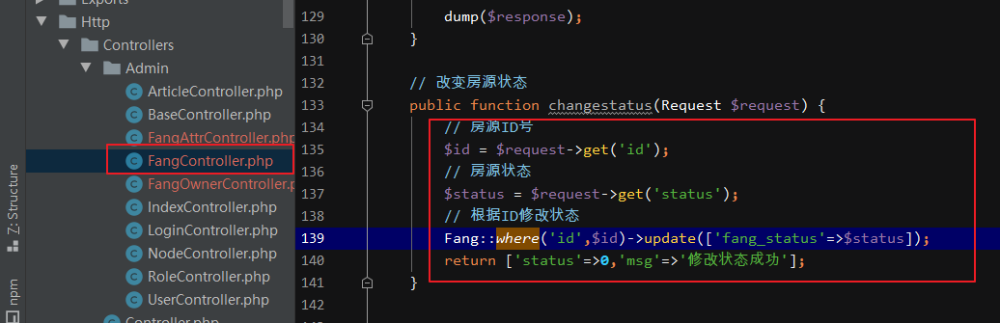 Exports
Http
Controllers
Admin
ArticleController.php
BaseController.php
FangAttrController.php
FangController.php
FangOwnerController.p
IndexController.php
LoginController.php
NodeController.php
RoleController.php
UserController.php
Controller.php
Z: Structure
npm
129 dump($response);
130 }
131
132 // 改变房源状态
133 public function changestatus(Request $request) {
134 // 房源ID号
135 $id = $request->get('id');
136 // 房源状态
137 $status = $request->get('status');
138 // 根据ID修改状态
139 Fang::where('id',$id)->update(['fang_status'=>$status]);
140 return ['status'=>0,'msg'=>'修改状态成功'];
141 }
142